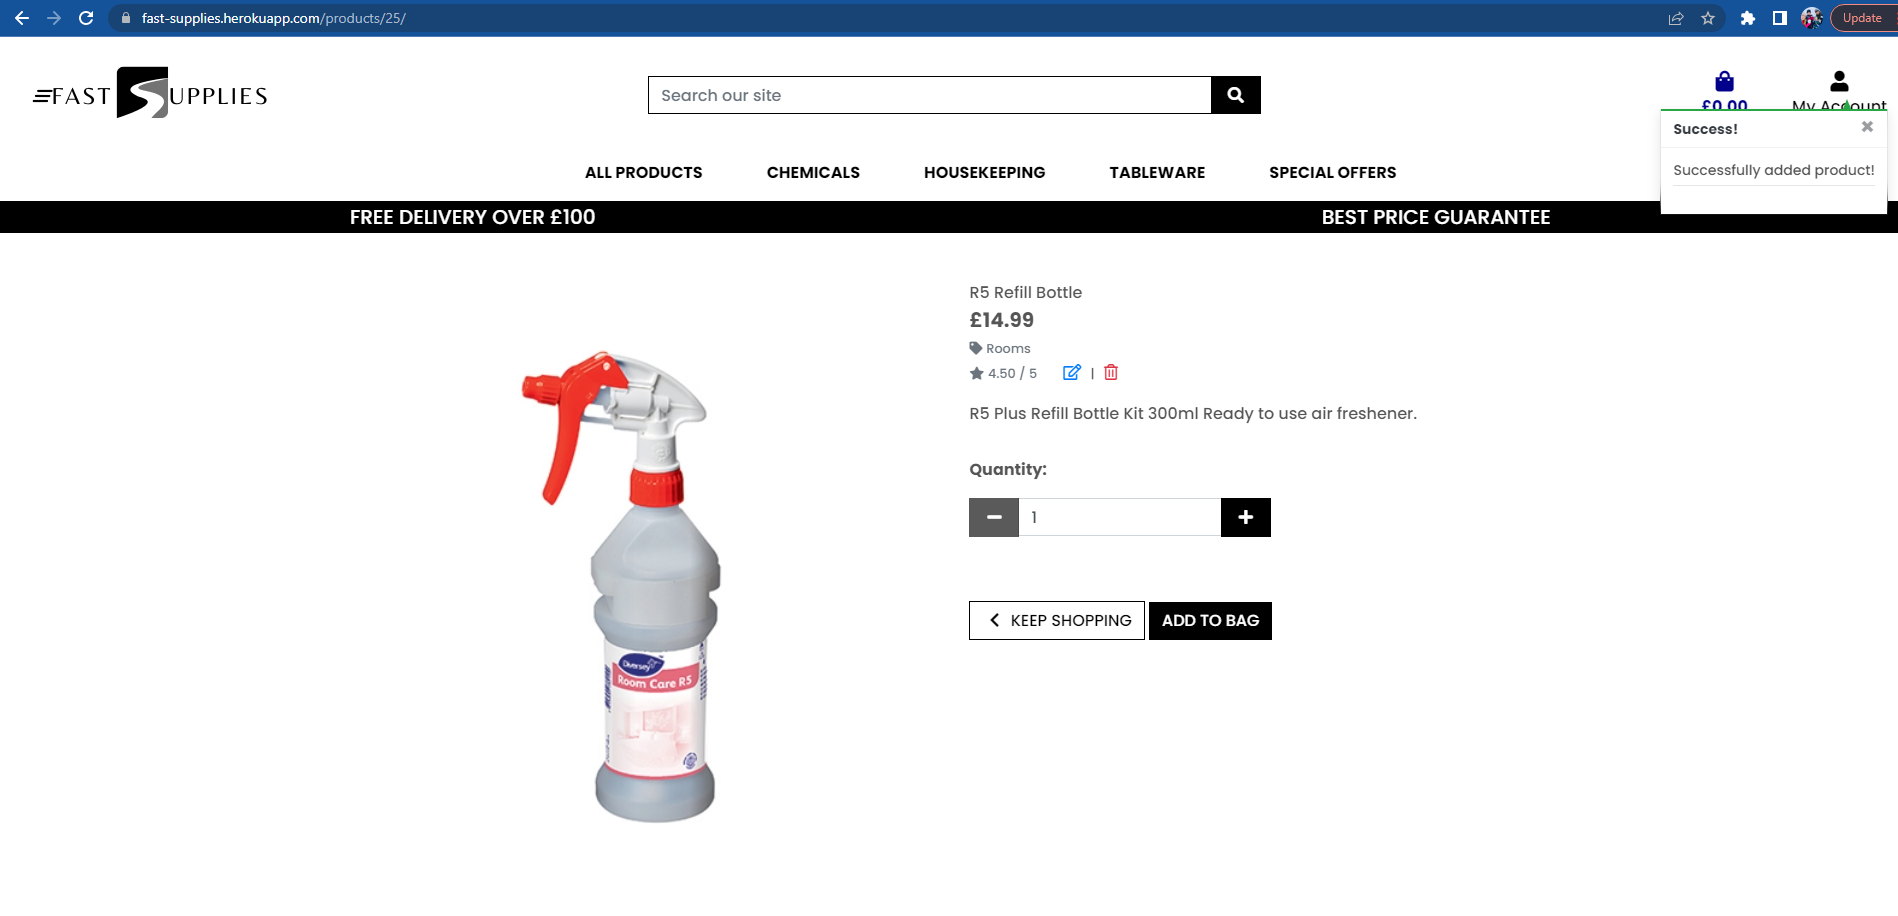 fast-supplies.herokuapp.com/products/25/
Update
FAST SUPPLIES
Search our site
£0.00
My Account
Success!
Successfully added product!
ALL PRODUCTS
CHEMICALS
HOUSEKEEPING
TABLEWARE
SPECIAL OFFERS
FREE DELIVERY OVER £100
BEST PRICE GUARANTEE
R5 Refill Bottle
£14.99
Rooms
4.50 / 5
|
R5 Plus Refill Bottle Kit 300ml Ready to use air freshener.
Quantity:
1
KEEP SHOPPING
ADD TO BAG
Diversey
Room Care R5